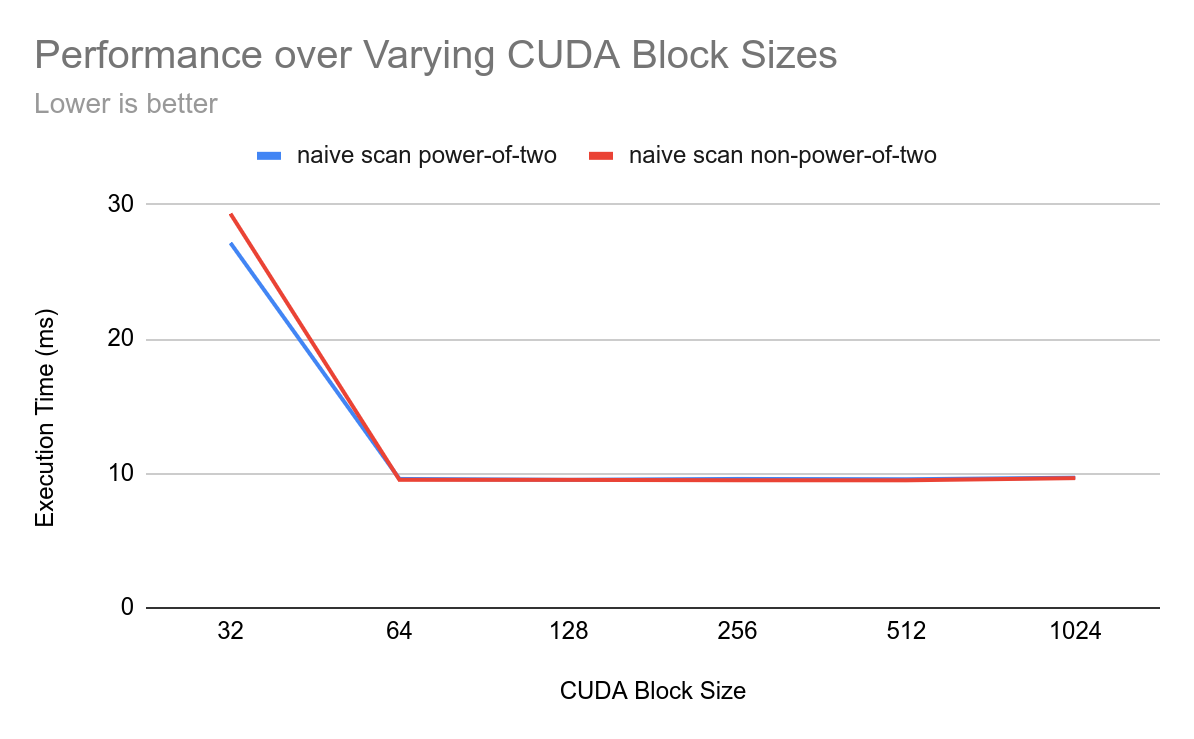 Performance over Varying CUDA Block Sizes
Lower is better
naive scan power-of-two
naive scan non-power-of-two
Execution Time (ms)
30
20
10
0
32
64
128
256
512
1024
CUDA Block Size